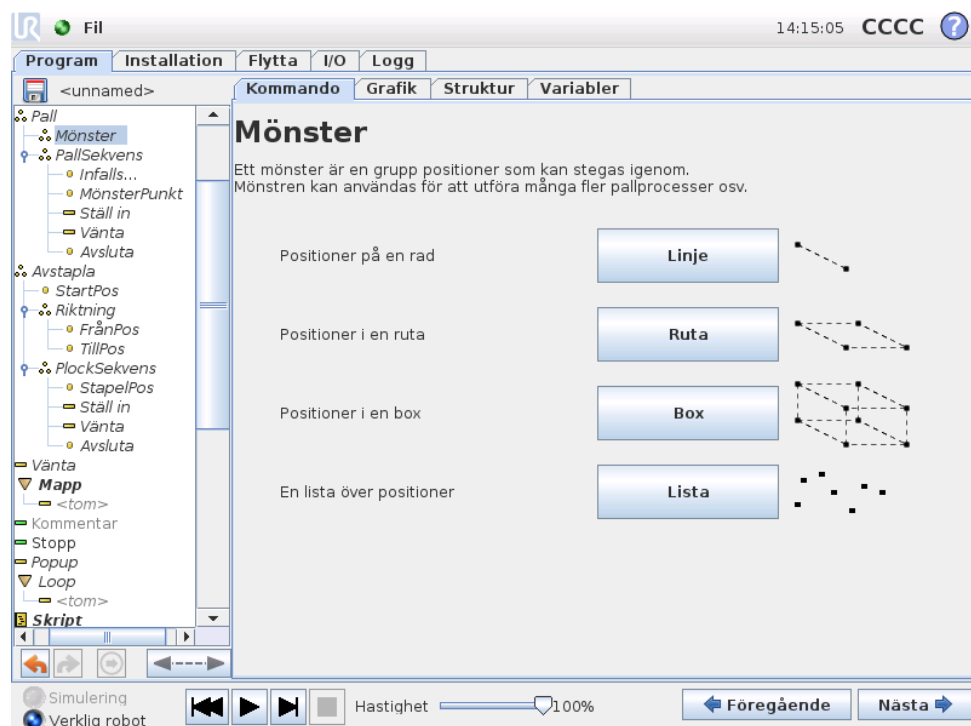 UR Fil 14:15:05 CCCC ?
Program Installation Flytta I/O Logg
<unnamed> Kommando Grafik Struktur Variabler
Pall
Mönster
PallSekvens
Infalls...
MönsterPunkt
Ställ in
Vänta
Avsluta
Avstapla
StartPos
Riktning
FrånPos
TillPos
PlockSekvens
StapelPos
Ställ in
Vänta
Avsluta
Vänta
Mapp
<tom>
Kommentar
Stopp
Popup
Loop
<tom>
Skript
Mönster
Ett mönster är en grupp positioner som kan stegas igenom.
Mönstren kan användas för att utföra många fler pallprocesser osv.
Positioner på en rad Linje
Positioner i en ruta Ruta
Positioner i en box Box
En lista över positioner Lista
Simulering
Verklig robot
Hastighet 100%
Föregående Nästa